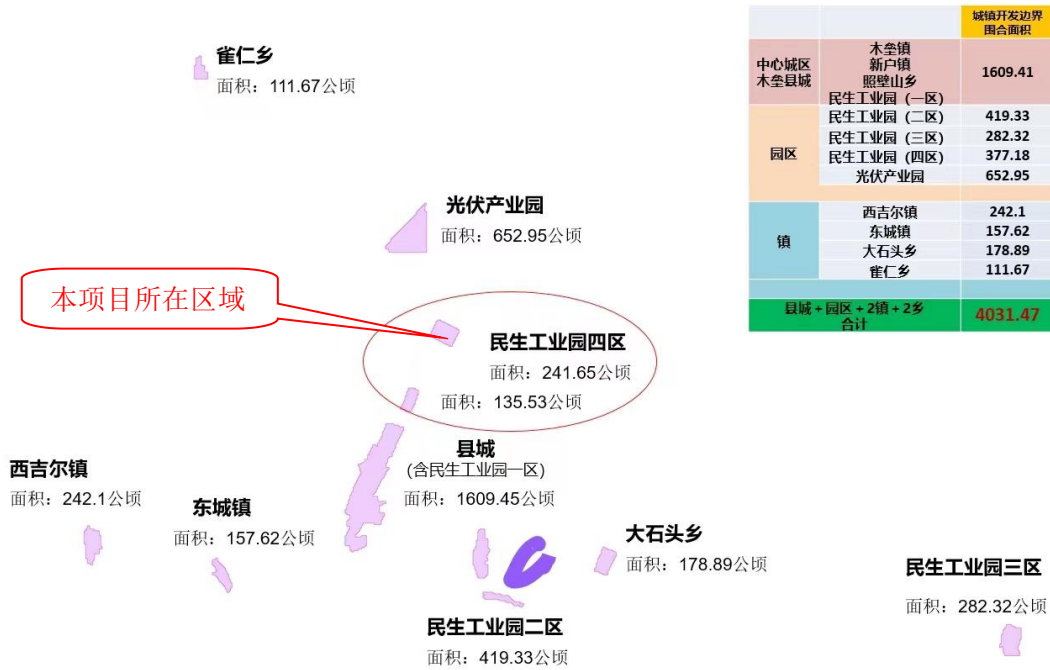 雀仁乡
面积：111.67公顷
光伏产业园
面积：652.95公顷
本项目所在区域
民生工业园四区
面积：241.65公顷
面积：135.53公顷
县城
(含民生工业园一区)
面积：1609.45公顷
西吉尔镇
面积：242.1公顷
东城镇
面积：157.62公顷
大石头乡
面积：178.89公顷
民生工业园二区
面积：419.33公顷
民生工业园三区
面积：282.32公顷
城镇开发边界
围合面积
中心城区
木垒县城
木垒镇
新户镇
照壁山乡
民生工业园（一区）
1609.41
园区
民生工业园（二区） 419.33
民生工业园（三区） 282.32
民生工业园（四区） 377.18
光伏产业园 652.95
镇
西吉尔镇 242.1
东城镇 157.62
大石头乡 178.89
雀仁乡 111.67
县城+园区+2镇+2乡
合计
4031.47